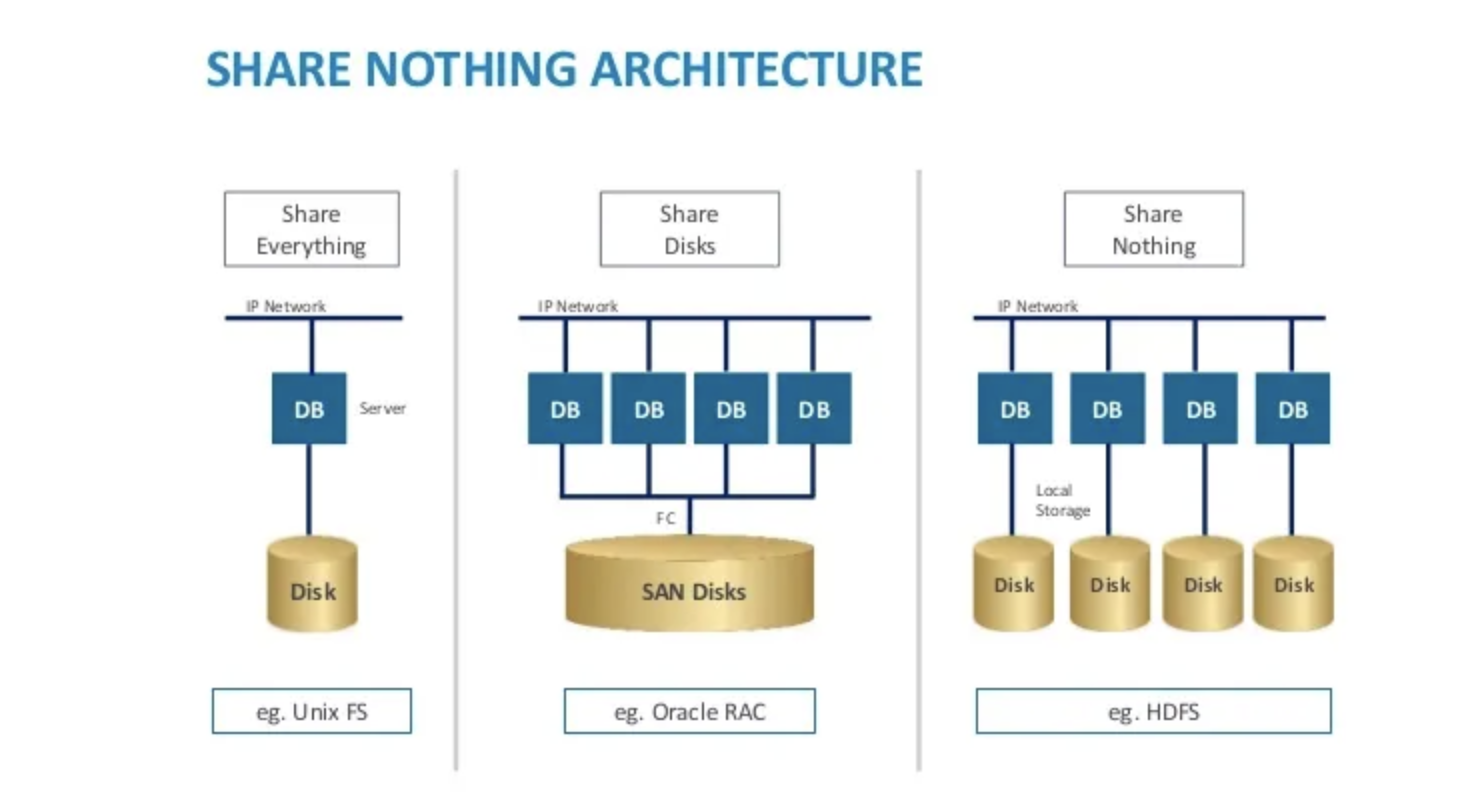 SHARE NOTHING ARCHITECTURE
Share
Everything
IP Network
DB
Server
Disk
eg. Unix FS
Share
Disks
IP Network
DB DB DB DB
FC
SAN Disks
eg. Oracle RAC
Share
Nothing
IP Network
DB DB DB DB
Local
Storage
Disk Disk Disk Disk
eg. HDFS